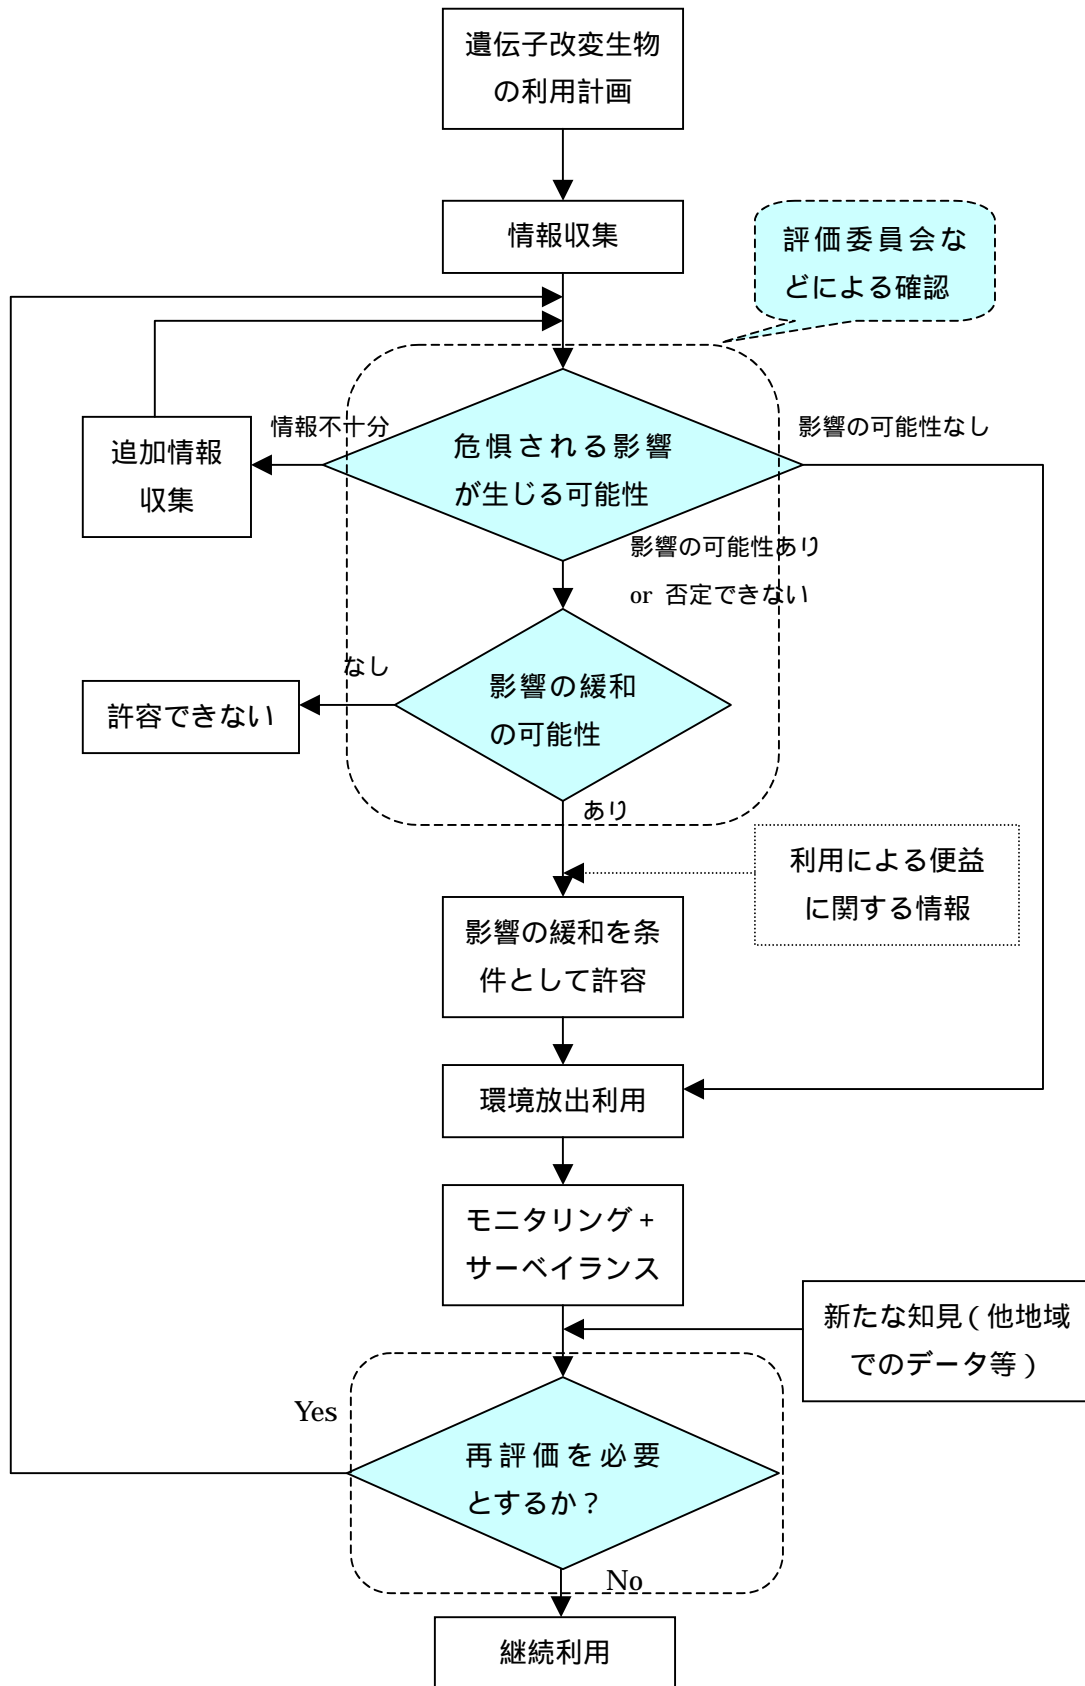 遺伝子改変生物
の利用計画
情報収集
評価委員会な
どによる確認
情報不十分
危惧される影響
が生じる可能性
影響の可能性なし
追加情報
収集
影響の可能性あり
or 否定できない
なし
影響の緩和
の可能性
許容できない
あり
利用による便益
に関する情報
影響の緩和を条
件として許容
環境放出利用
モニタリング+
サーベイランス
新たな知見(他地域
でのデータ等)
Yes
再評価を必要
とするか?
No
継続利用